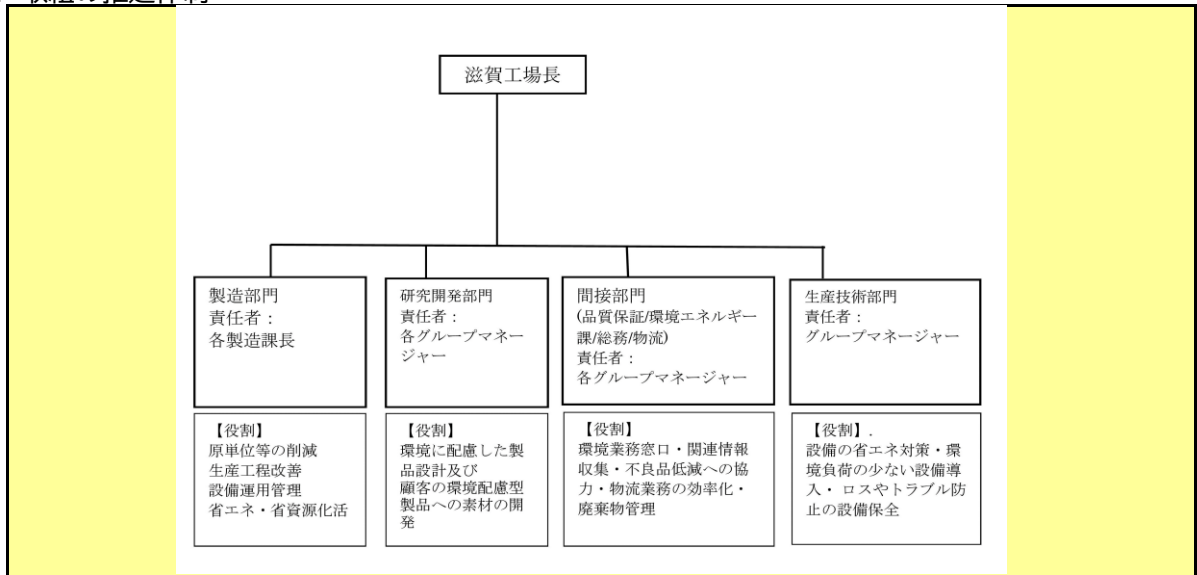 滋賀工場長
製造部門
責任者：
各製造課長
研究開発部門
責任者：
各グループマネー
ジャー
間接部門
(品質保証/環境エネルギー
課/総務/物流)
責任者：
各グループマネージャー
生産技術部門
責任者：
グループマネージャー
【役割】
原単位等の削減
生産工程改善
設備運用管理
省エネ・省資源化活
【役割】
環境に配慮した製
品設計及び
顧客の環境配慮型
製品への素材の開
発
【役割】
環境業務窓口・関連情報
収集・不良品低減への協
力・物流業務の効率化・
廃棄物管理
【役割】.
設備の省エネ対策・環
境負荷の少ない設備導
入・ ロスやトラブル防
止の設備保全